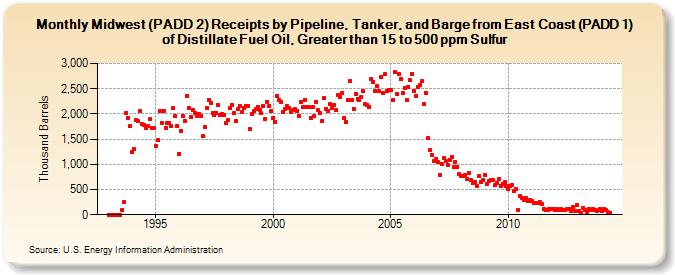 Monthly Midwest (PADD 2) Receipts by Pipeline, Tanker, and Barge from East Coast (PADD 1)
of Distillate Fuel Oil, Greater than 15 to 500 ppm Sulfur
Thousand Barrels
3,000
2,500
2,000
1,500
1,000
500
0
1995 2000 2005 2010
Source: U.S. Energy Information Administration